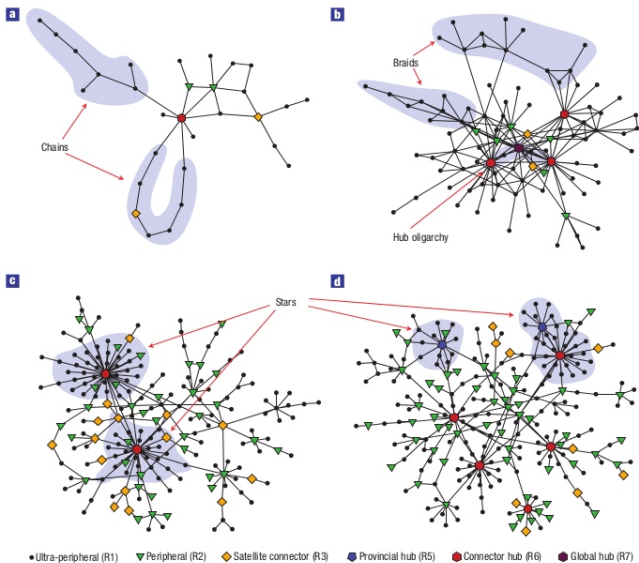 a
b
Braids
Chains
Hub oligarchy
c
d
Stars
Ultra-peripheral (R1) Peripheral (R2) Satellite connector (R3) Provincial hub (R5) Connector hub (R6) Global hub (R7)